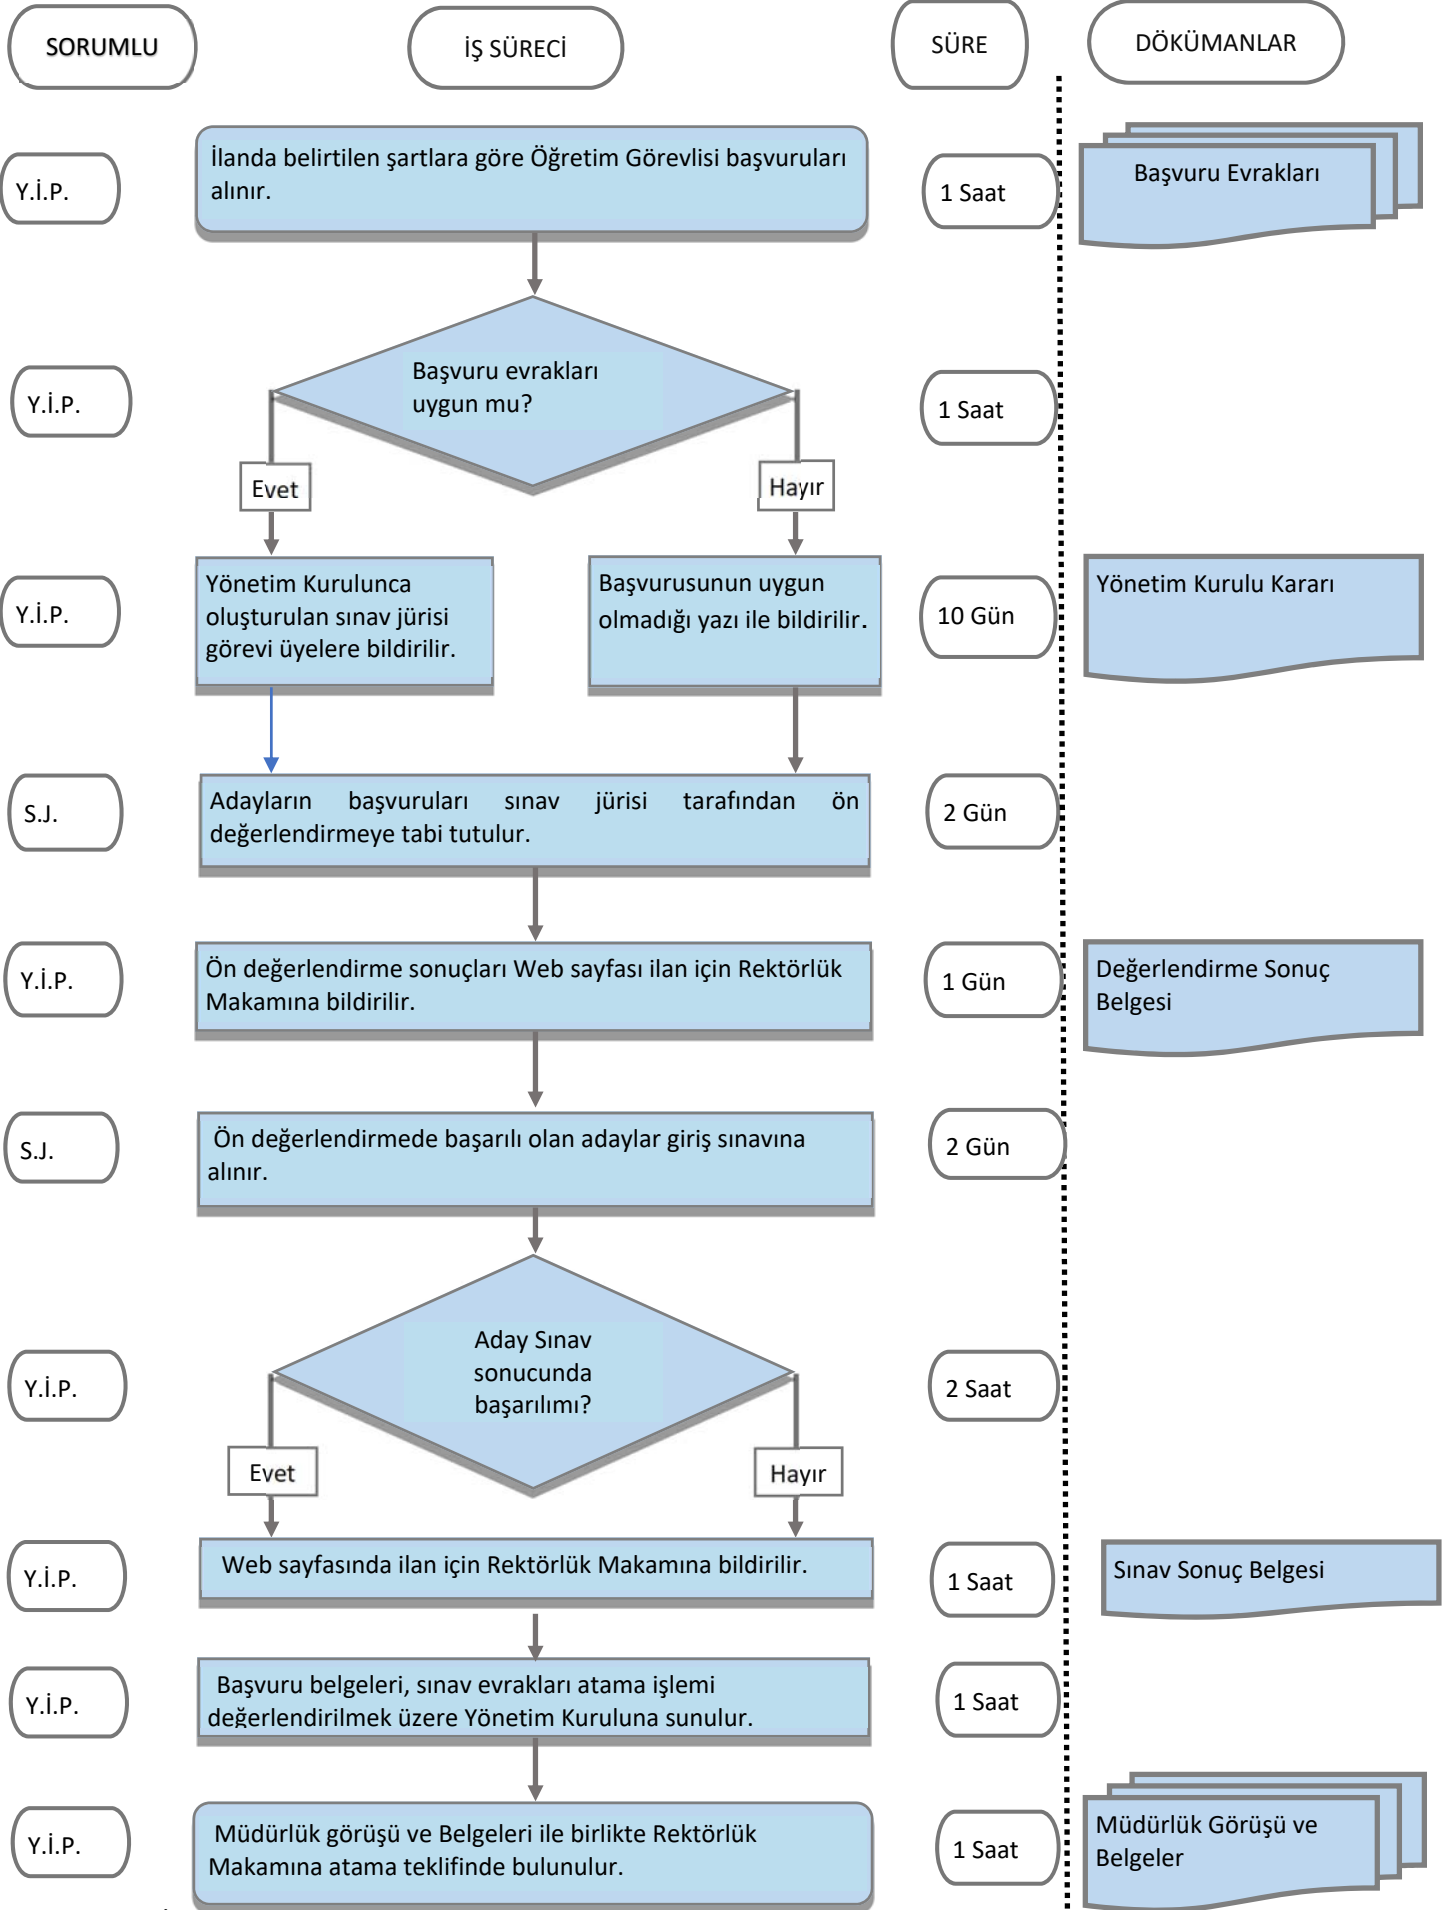 SORUMLU
İŞ SÜRECİ
SÜRE
DÖKÜMANLAR
Y.İ.P.
İlanda belirtilen şartlara göre Öğretim Görevlisi başvuruları
alınır.
1 Saat
Başvuru Evrakları
Y.İ.P.
Başvuru evrakları
uygun mu?
1 Saat
Evet
Hayır
Y.İ.P.
Yönetim Kurulunca
oluşturulan sınav jürisi
görevi üyelere bildirilir.
Başvurusunun uygun
olmadığı yazı ile bildirilir.
10 Gün
Yönetim Kurulu Kararı
S.J.
Adayların başvuruları sınav jürisi tarafından ön
değerlendirmeye tabi tutulur.
2 Gün
Y.İ.P.
Ön değerlendirme sonuçları Web sayfası ilan için Rektörlük
Makamına bildirilir.
1 Gün
Değerlendirme Sonuç
Belgesi
S.J.
Ön değerlendirmede başarılı olan adaylar giriş sınavına
alınır.
2 Gün
Y.İ.P.
Aday Sınav
sonucunda
başarılımı?
2 Saat
Evet
Hayır
Y.İ.P.
Web sayfasında ilan için Rektörlük Makamına bildirilir.
1 Saat
Sınav Sonuç Belgesi
Y.İ.P.
Başvuru belgeleri, sınav evrakları atama işlemi
değerlendirilmek üzere Yönetim Kuruluna sunulur.
1 Saat
Y.İ.P.
Müdürlük görüşü ve Belgeleri ile birlikte Rektörlük
Makamına atama teklifinde bulunulur.
1 Saat
Müdürlük Görüşü ve
Belgeler